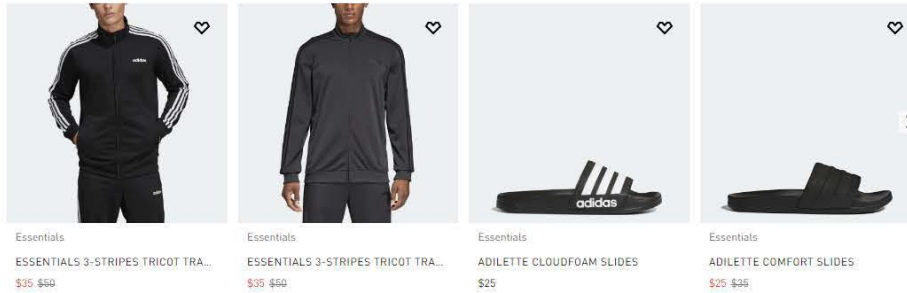 adidas
adidas
Essentials
ESSENTIALS 3-STRIPES TRICOT TRA...
$35 $50
Essentials
ESSENTIALS 3-STRIPES TRICOT TRA...
$35 $50
Essentials
ADILETTE CLOUDFOAM SLIDES
$25
Essentials
ADILETTE COMFORT SLIDES
$25 $35